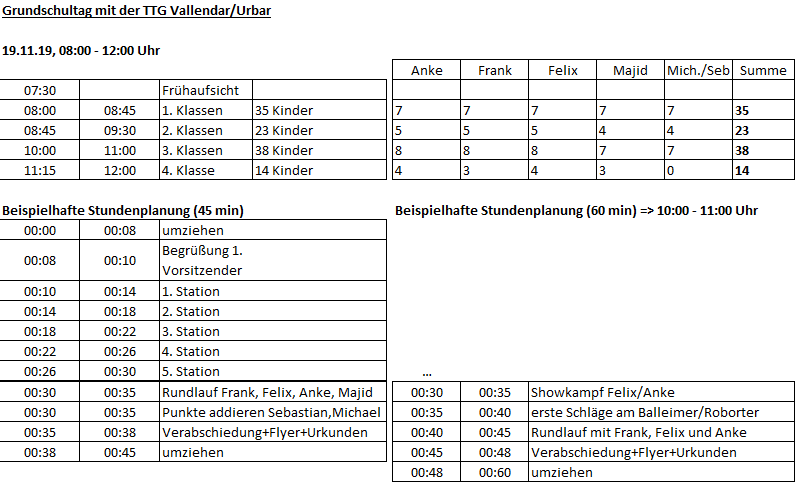 Grundschultag mit der TTG Vallendar/Urbar
19.11.19, 08:00 - 12:00 Uhr
Anke Frank Felix Majid Mich./Seb Summe
07:30 Frühaufsicht
08:00 08:45 1. Klassen 35 Kinder 7 7 7 7 7 35
08:45 09:30 2. Klassen 23 Kinder 5 5 5 4 4 23
10:00 11:00 3. Klassen 38 Kinder 8 8 8 7 7 38
11:15 12:00 4. Klasse 14 Kinder 4 3 4 3 0 14
Beispielhafte Stundenplanung (45 min)
00:00 00:08 umziehen
00:08 00:10 Begrüßung 1.
Vorsitzender
00:10 00:14 1. Station
00:14 00:18 2. Station
00:18 00:22 3. Station
00:22 00:26 4. Station
00:26 00:30 5. Station
00:30 00:35 Rundlauf Frank, Felix, Anke, Majid
00:30 00:35 Punkte addieren Sebastian,Michael
00:35 00:38 Verabschiedung+Flyer+Urkunden
00:38 00:45 umziehen
Beispielhafte Stundenplanung (60 min) => 10:00 - 11:00 Uhr
...
00:30 00:35 Showkampf Felix/Anke
00:35 00:40 erste Schläge am Balleimer/Roborter
00:40 00:45 Rundlauf mit Frank, Felix und Anke
00:45 00:48 Verabschiedung+Flyer+Urkunden
00:48 00:60 umziehen